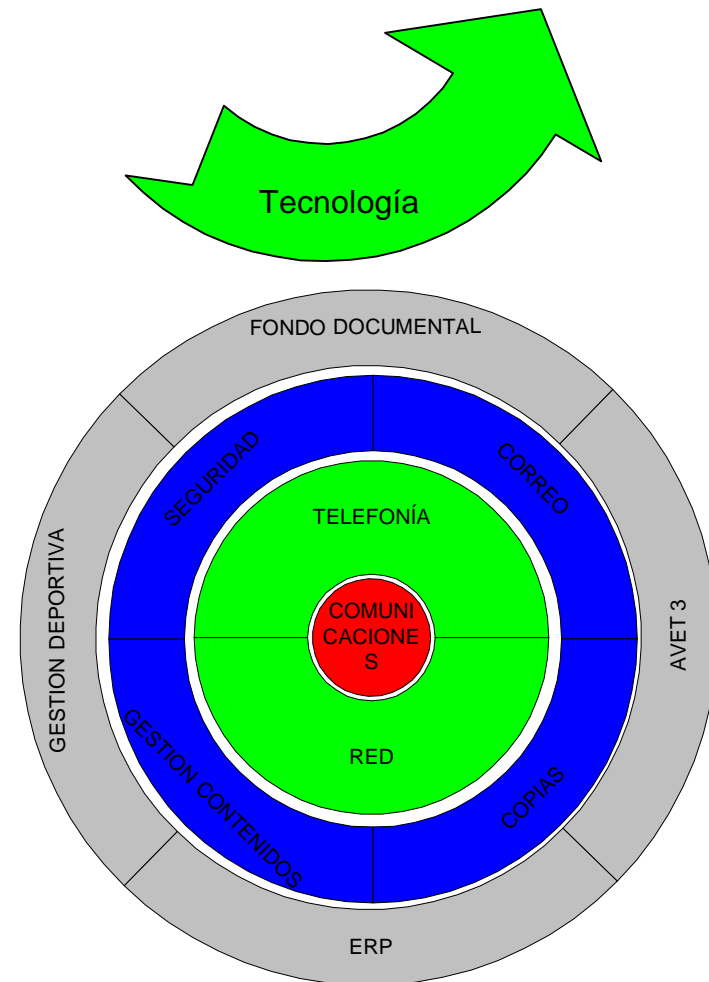 Tecnología
FONDO DOCUMENTAL
SEGURIDAD
CORREO
TELEFONÍA
GESTION DEPORTIVA
COMUNI
CACIONE
S
AVET 3
RED
GESTION CONTENIDOS
COPIAS
ERP